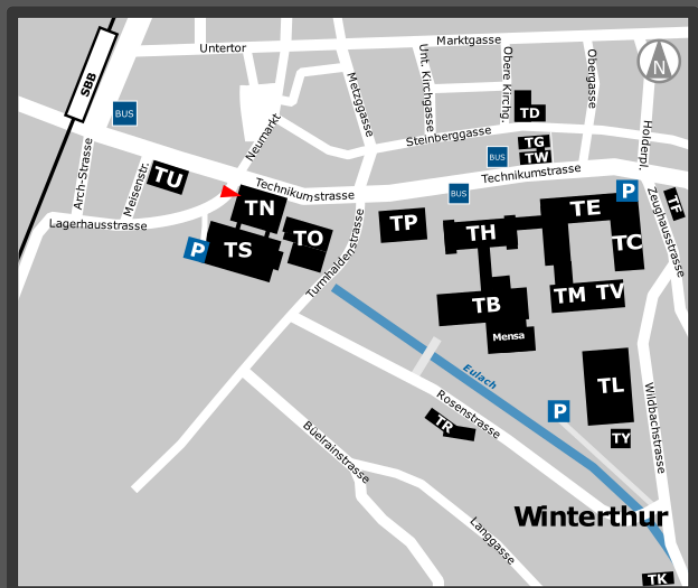 Marktgasse
Untertor
SBB
Unt. Kirchgasse
Obere Kirchg.
Obergasse
N
Metzggasse
BUS
TD
Neumarkt
Steinberggasse
TG
TW
Holderpl.
BUS
Arch-Strasse
Meisenstr.
TU
Technikumstrasse
Technikumstrasse
BUS
P
TN
TE
TF
Zeughausstrasse
Lagerhausstrasse
TP
TH
TC
TO
TS
P
Turmhaldenstrasse
TM
TV
TB
Mensa
Eulach
TL
Rosenstrasse
P
Wildbachstrasse
TR
TY
Büelrainstrasse
Winterthur
Langgasse
TK